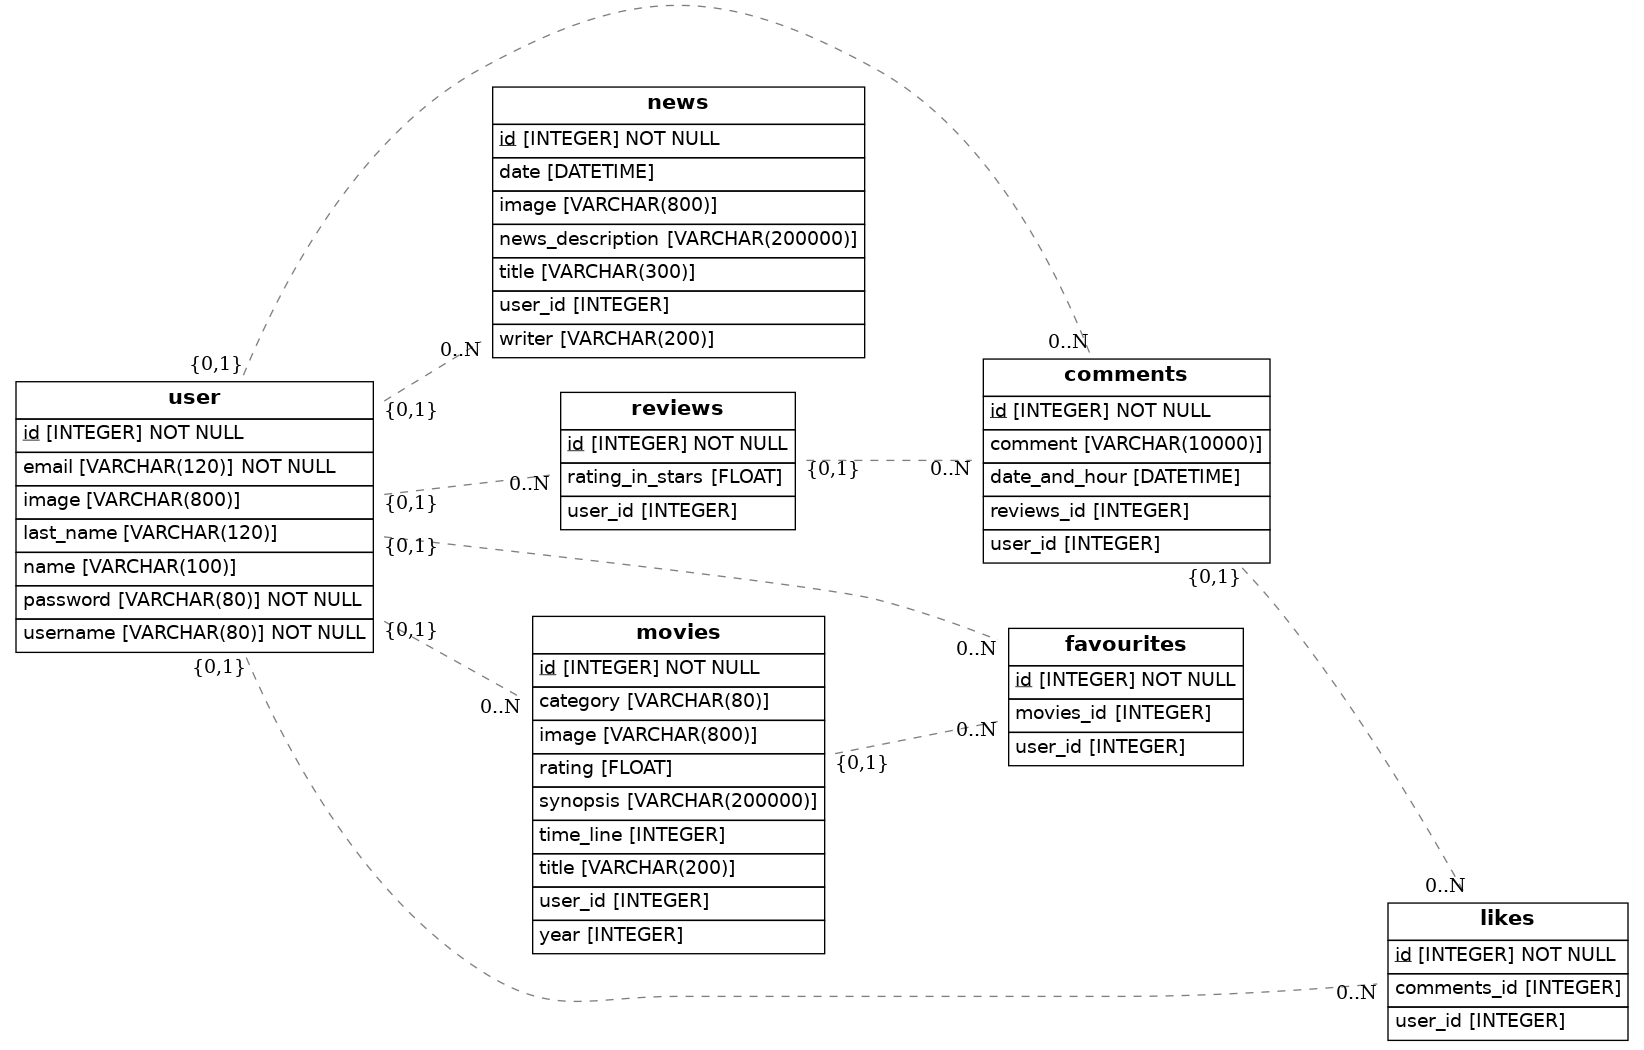 news
id [INTEGER] NOT NULL
date [DATETIME]
image [VARCHAR(800)]
news_description [VARCHAR(200000)]
title [VARCHAR(300)]
user_id [INTEGER]
writer [VARCHAR(200)]
{0,1}
0..N
{0,1}
0..N
user
id [INTEGER] NOT NULL
email [VARCHAR(120)] NOT NULL
image [VARCHAR(800)]
last_name [VARCHAR(120)]
name [VARCHAR(100)]
password [VARCHAR(80)] NOT NULL
username [VARCHAR(80)] NOT NULL
{0,1}
0..N
reviews
id [INTEGER] NOT NULL
rating_in_stars [FLOAT]
user_id [INTEGER]
{0,1}
0..N
comments
id [INTEGER] NOT NULL
comment [VARCHAR(10000)]
date_and_hour [DATETIME]
reviews_id [INTEGER]
user_id [INTEGER]
{0,1}
0..N
{0,1}
0..N
movies
id [INTEGER] NOT NULL
category [VARCHAR(80)]
image [VARCHAR(800)]
rating [FLOAT]
synopsis [VARCHAR(200000)]
time_line [INTEGER]
title [VARCHAR(200)]
user_id [INTEGER]
year [INTEGER]
{0,1}
0..N
favourites
id [INTEGER] NOT NULL
movies_id [INTEGER]
user_id [INTEGER]
{0,1}
0..N
{0,1}
0..N
likes
id [INTEGER] NOT NULL
comments_id [INTEGER]
user_id [INTEGER]